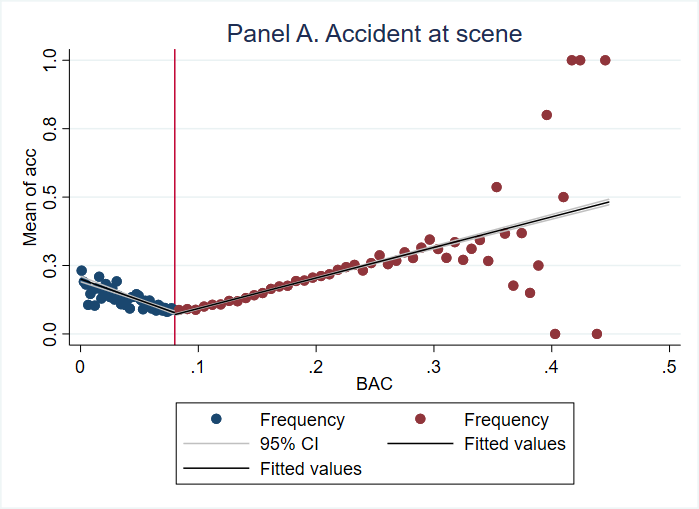 Panel A. Accident at scene
Mean of acc
1.0
0.8
0.5
0.3
0.0
0 .1 .2 .3 .4 .5
BAC
Frequency Frequency
95% CI Fitted values
Fitted values